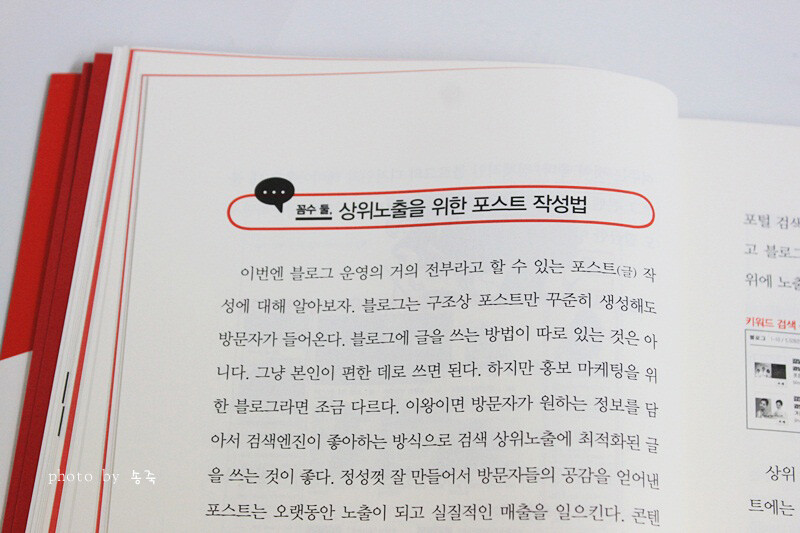 꼼수 둘. 상위노출을 위한 포스트 작성법
이번엔 블로그 운영의 거의 전부라고 할 수 있는 포스트(글) 작
성에 대해 알아보자. 블로그는 구조상 포스트만 꾸준히 생성해도
방문자가 들어온다. 블로그에 글을 쓰는 방법이 따로 있는 것은 아
니다. 그냥 본인이 편한 데로 쓰면 된다. 하지만 홍보 마케팅을 위
한 블로그라면 조금 다르다. 이왕이면 방문자가 원하는 정보를 담
아서 검색엔진이 좋아하는 방식으로 검색 상위노출에 최적화된 글
을 쓰는 것이 좋다. 정성껏 잘 만들어서 방문자들의 공감을 얻어낸
포스트는 오랫동안 노출이 되고 실질적인 매출을 일으킨다. 콘텐
포털 검색
고 블로그
위에 노출
키워드 검색
블로그
상위
트에는
photo by 농죽